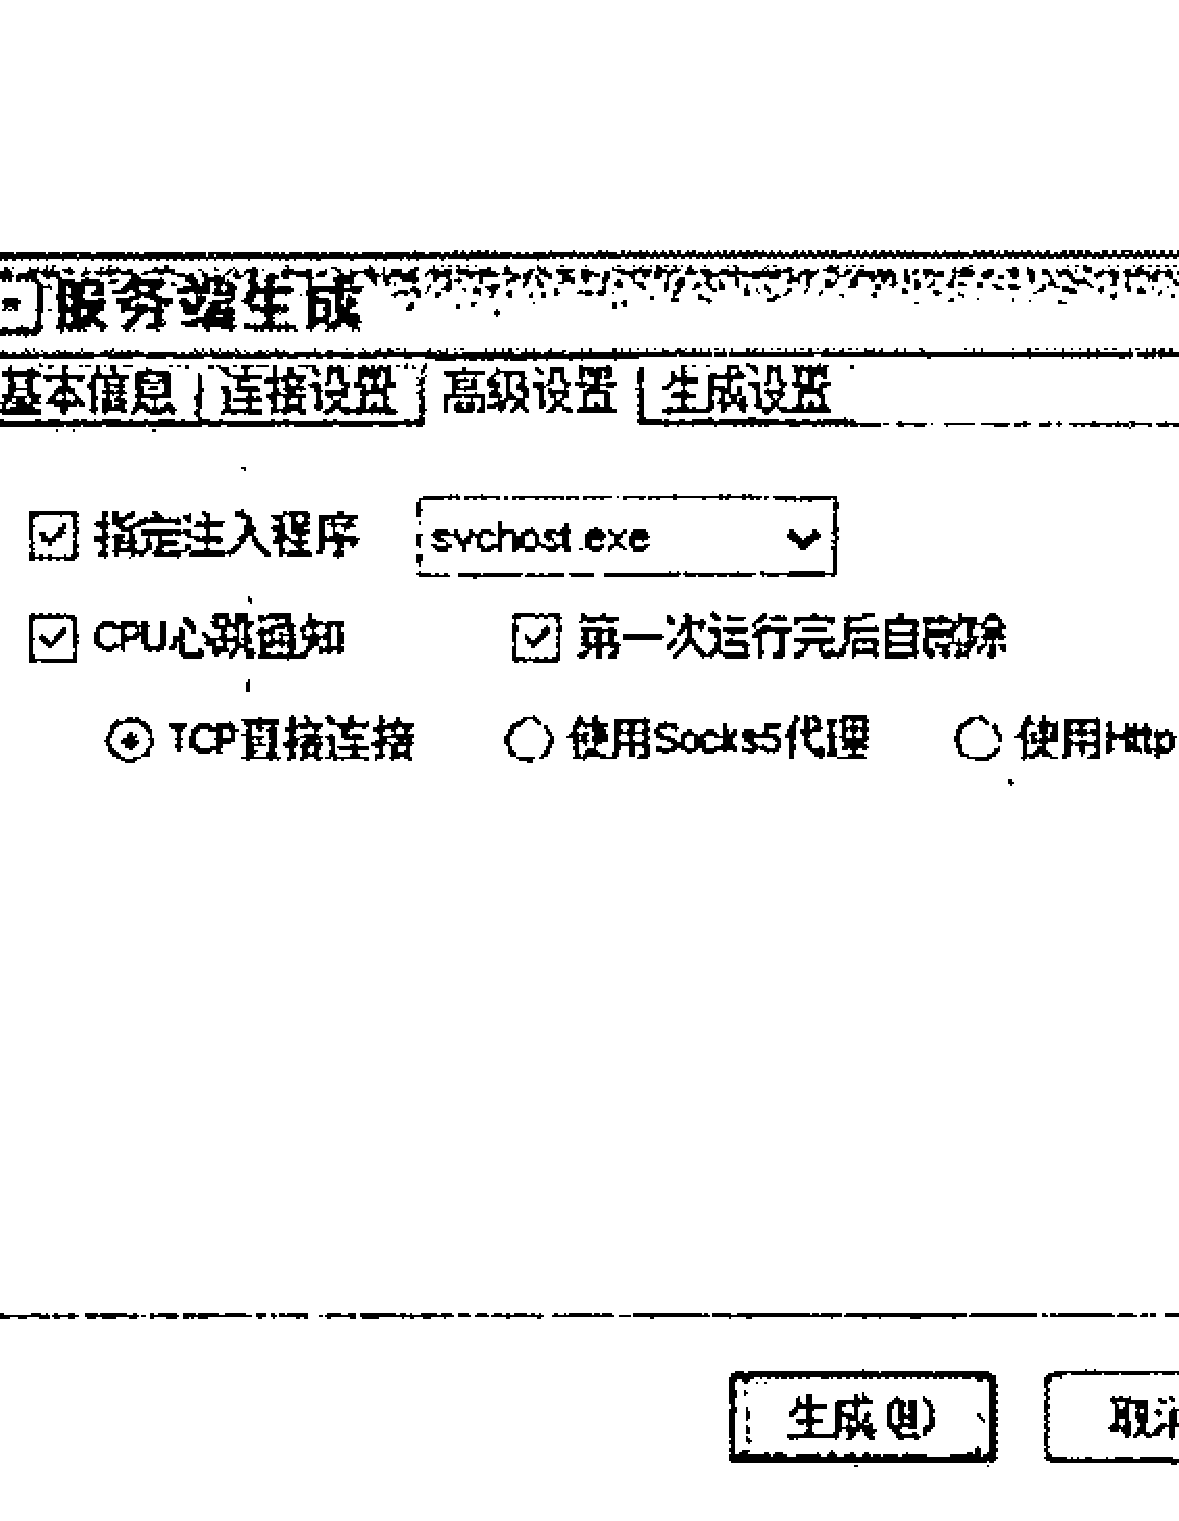 服务端生成
基本信息 连接设置 高级设置 生成设置
指定注入程序 svchost.exe
CPU心跳通知 第一次运行完后自删除
TCP直接连接 使用Socks5代理 使用Http
生成 取消